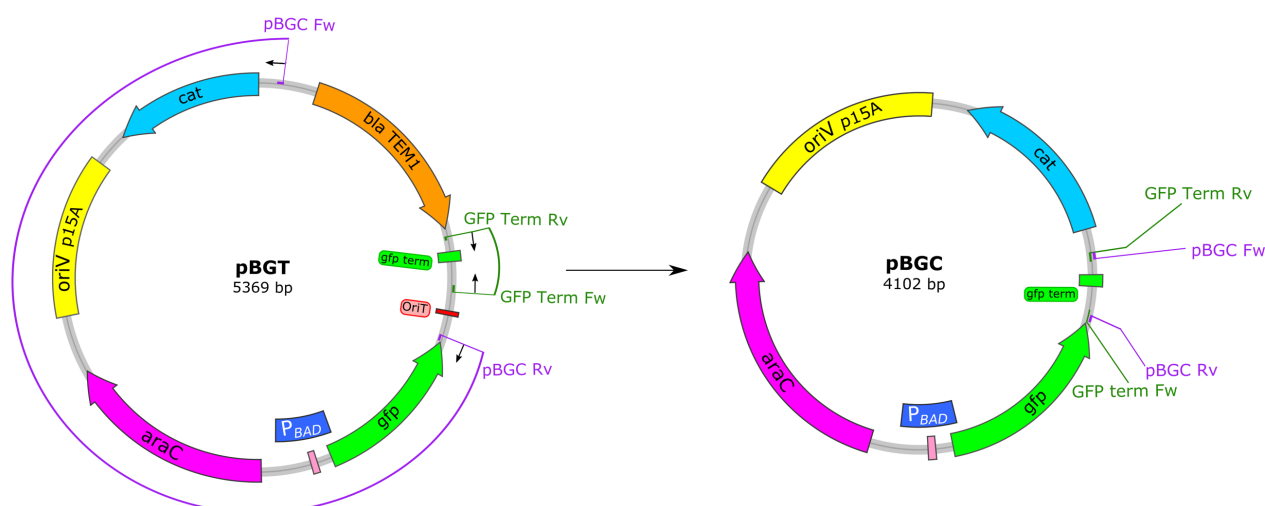 pBGC Fw
cat
bla TEM1
oriV p15A
GFP Term Rv
gfp term
pBGT
5369 bp
GFP Term Fw
OriT
pBGC Rv
PBAD
gfp
araC
oriV p15A
cat
GFP Term Rv
pBGC Fw
pBGC
4102 bp
gfp term
pBGC Rv
GFP term Fw
araC
PBAD
gfp